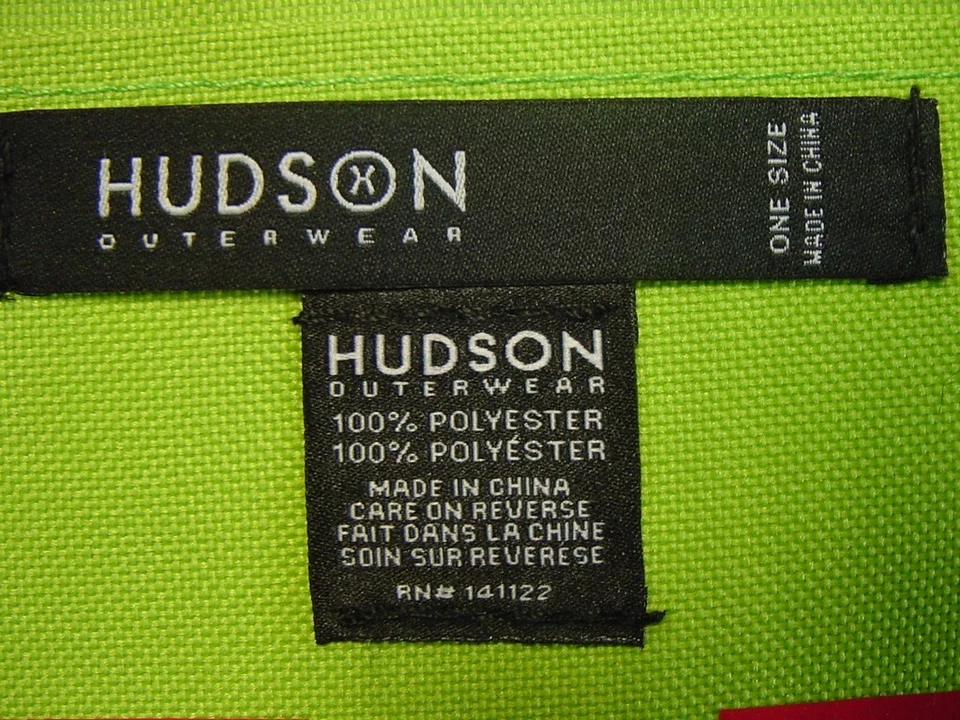 HUDSON
OUTERWEAR
ONE SIZE
MADE IN CHINA
HUDSON
OUTERWEAR
100% POLYESTER
100% POLYÉSTER
MADE IN CHINA
CARE ON REVERSE
FAIT DANS LA CHINE
SOIN SUR REVERESE
RN# 141122